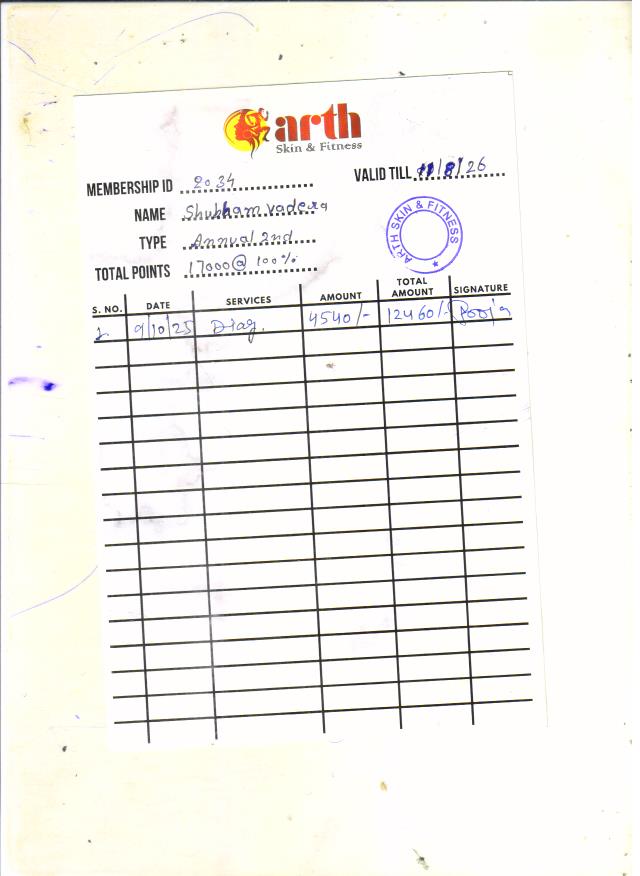 arth
Skin & Fitness
MEMBERSHIP ID 2034
VALID TILL 11/8/26
NAME Shubham vadera
TYPE Annual 2nd
TOTAL POINTS 17000@ 100%
ARTH SKIN & FITNESS
S. NO. DATE SERVICES AMOUNT TOTAL AMOUNT SIGNATURE
1. 9/10/25 Diag. 4540/- 12460/- Pooja